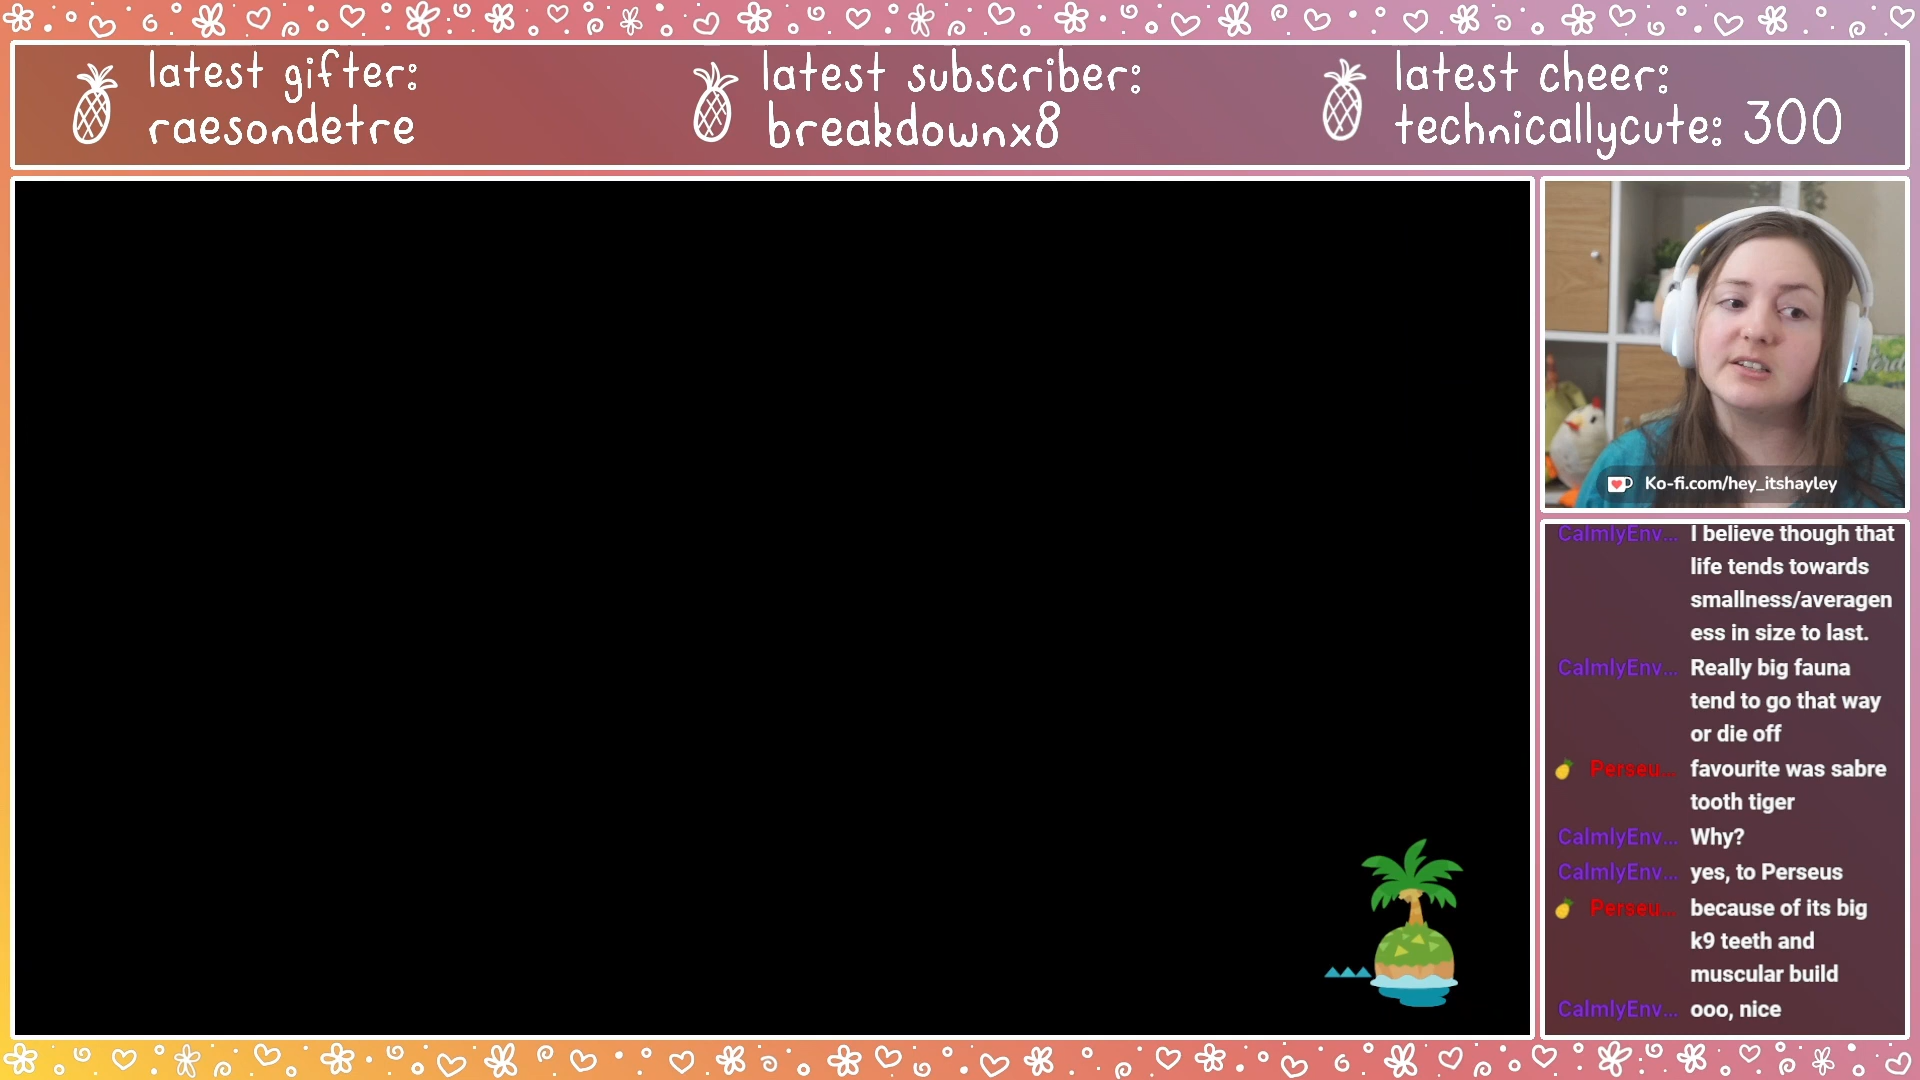 latest gifter:
raesondetre
latest subscriber:
breakdownx8
latest cheer:
technicallycute: 300
Ko-fi.com/hey_itshayley
CalmlyEnv... I believe though that
life tends towards
smallness/averagen
ess in size to last.
CalmlyEnv... Really big fauna
tend to go that way
or die off
Perseu... favourite was sabre
tooth tiger
CalmlyEnv... Why?
CalmlyEnv... yes, to Perseus
Perseu... because of its big
k9 teeth and
muscular build
CalmlyEnv... ooo, nice